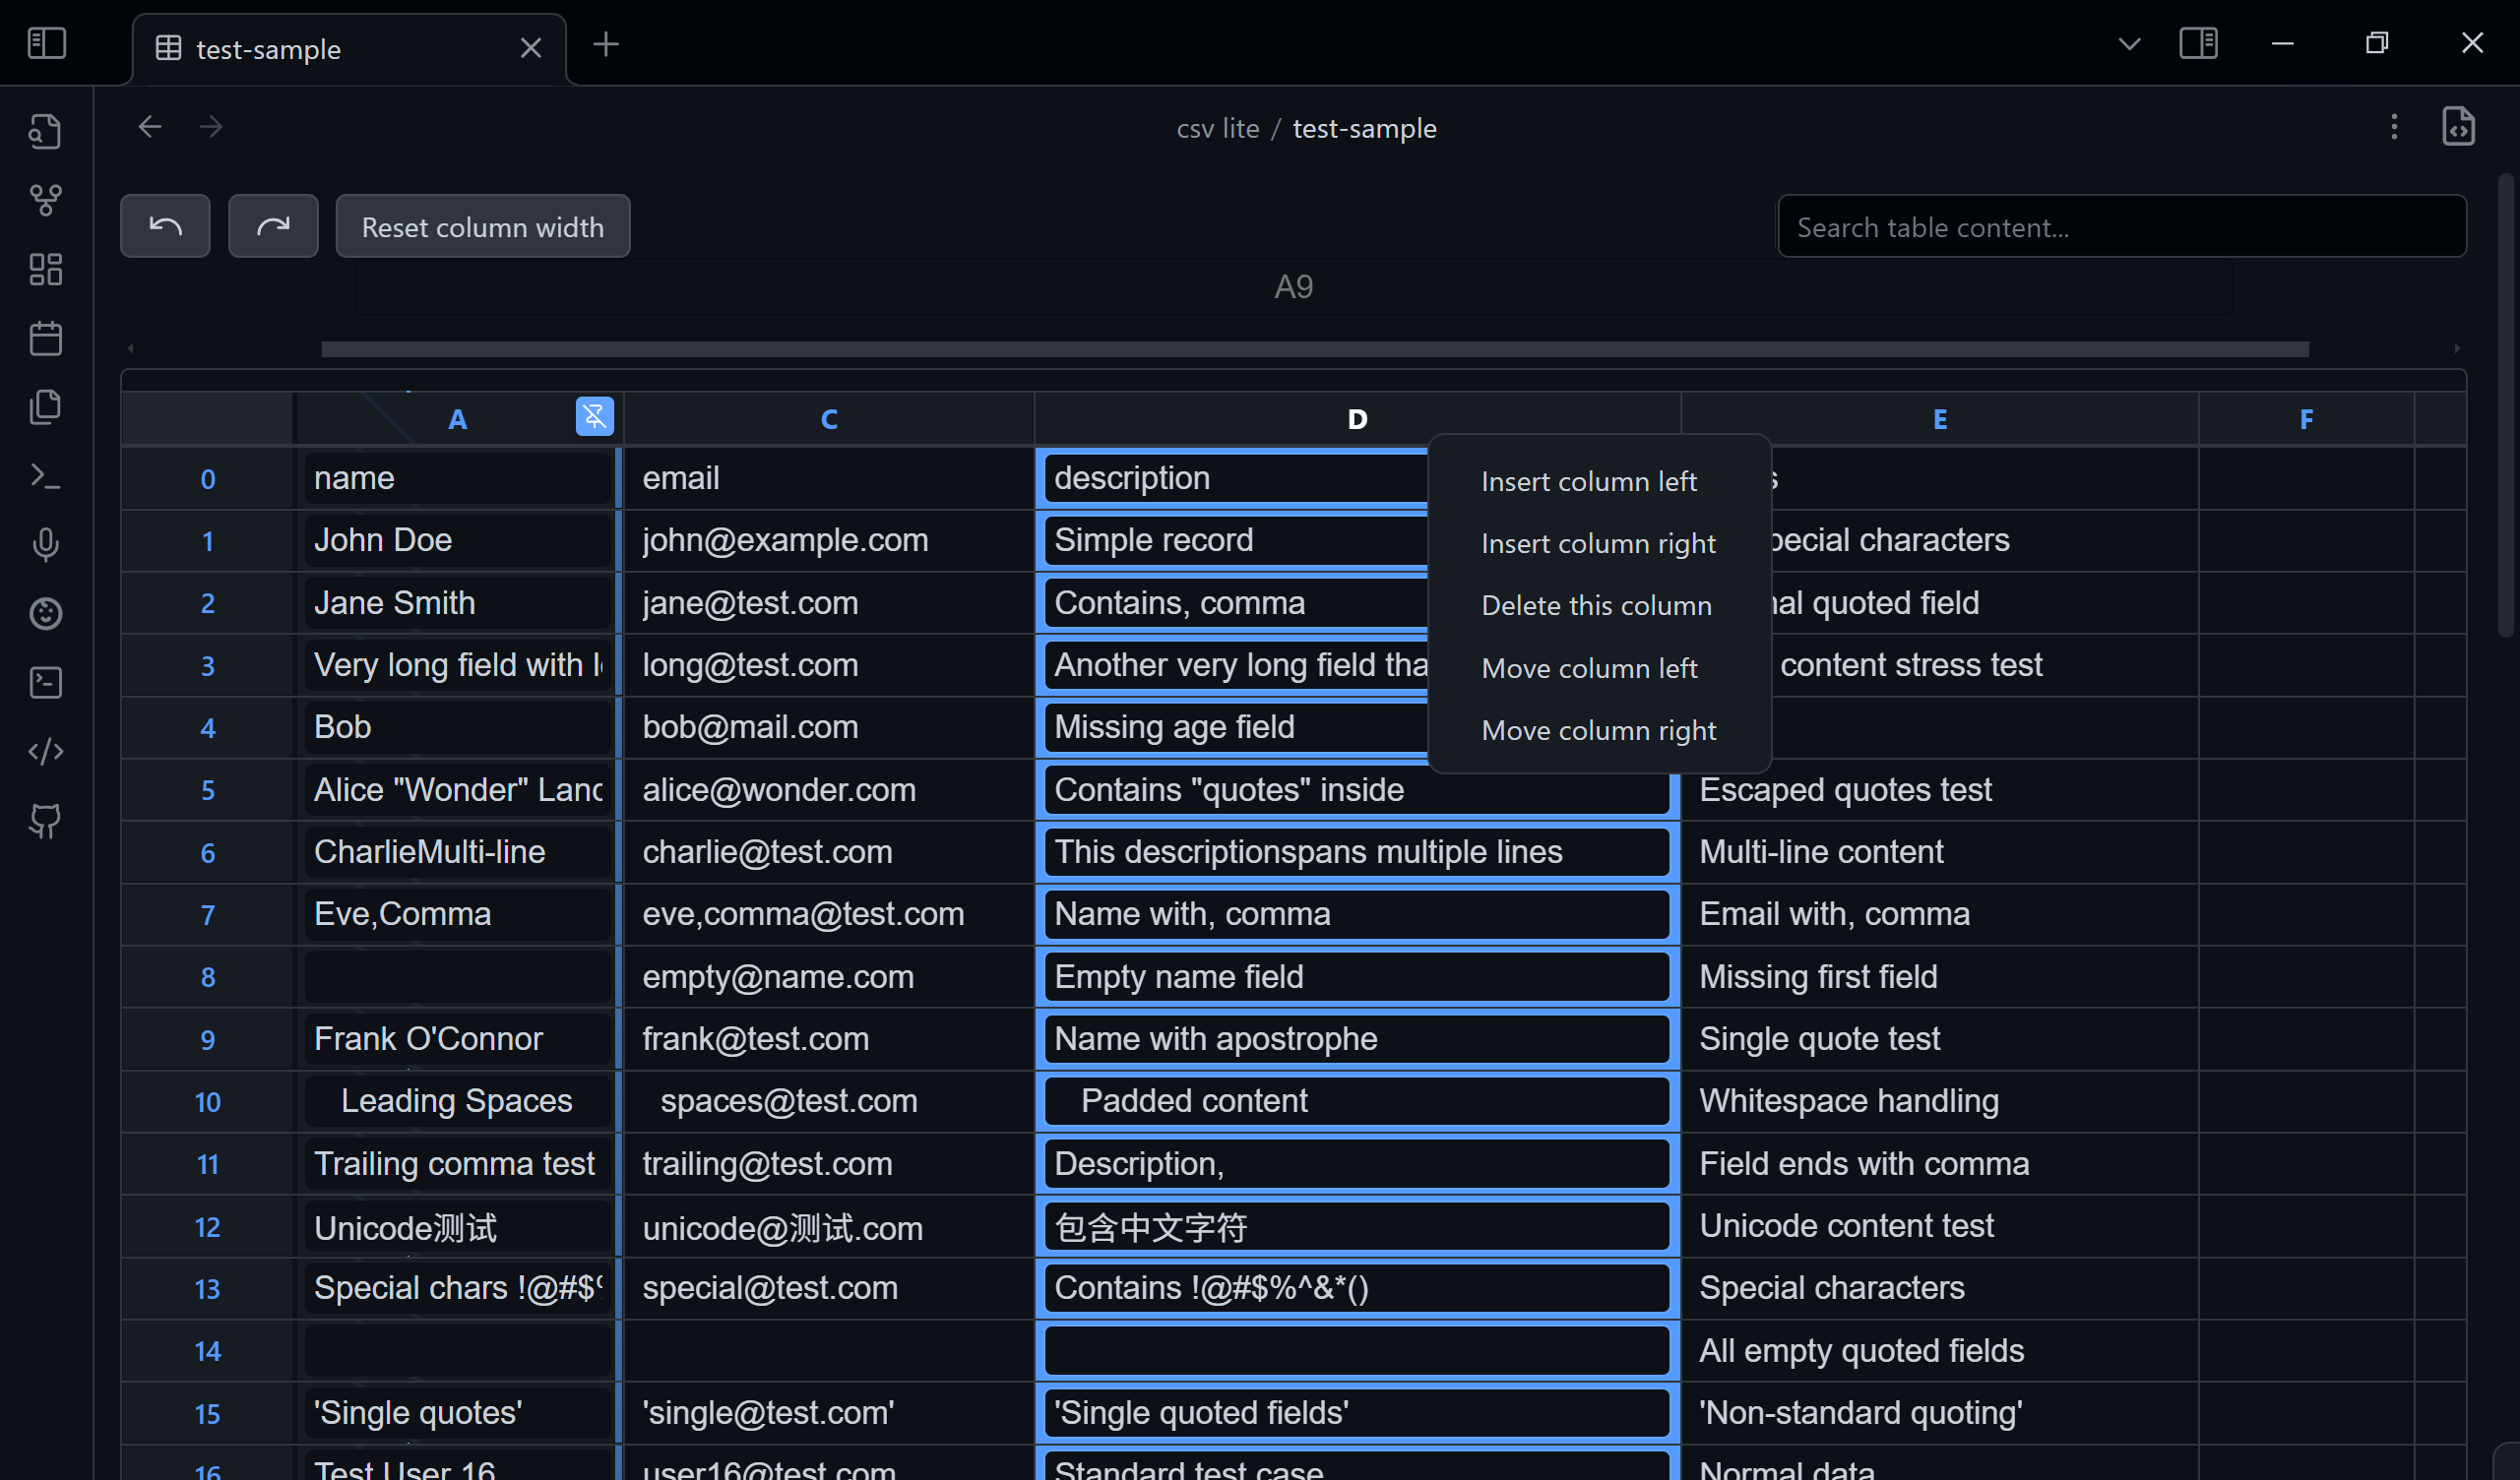 test-sample
csv lite / test-sample
Reset column width
Search table content...
A9
A C D E F
0 name email description
1 John Doe john@example.com Simple record characters
2 Jane Smith jane@test.com Contains, comma quoted field
3 Very long field with long@test.com Another very long field content stress test
4 Bob bob@mail.com Missing age field
5 Alice "Wonder" alice@wonder.com Contains "quotes" inside Escaped quotes test
6 CharlieMulti-line charlie@test.com This descriptionspans multiple lines Multi-line content
7 Eve,Comma eve,comma@test.com Name with, comma Email with, comma
8 empty@name.com Empty name field Missing first field
9 Frank O'Connor frank@test.com Name with apostrophe Single quote test
10 Leading Spaces spaces@test.com Padded content Whitespace handling
11 Trailing comma test trailing@test.com Description, Field ends with comma
12 Unicode测试 unicode@测试.com 包含中文字符 Unicode content test
13 Special chars !@#$ special@test.com Contains !@#$%^&*() Special characters
14 All empty quoted fields
15 'Single quotes' 'single@test.com' 'Single quoted fields' 'Non-standard quoting'
16 Test User 16 user16@test.com Standard test case Normal data
Insert column left
Insert column right
Delete this column
Move column left
Move column right